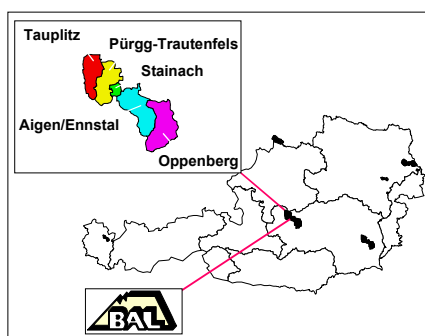 Tauplitz
Pürgg-Trautenfels
Stainach
Aigen/Ennstal
Oppenberg
BAL